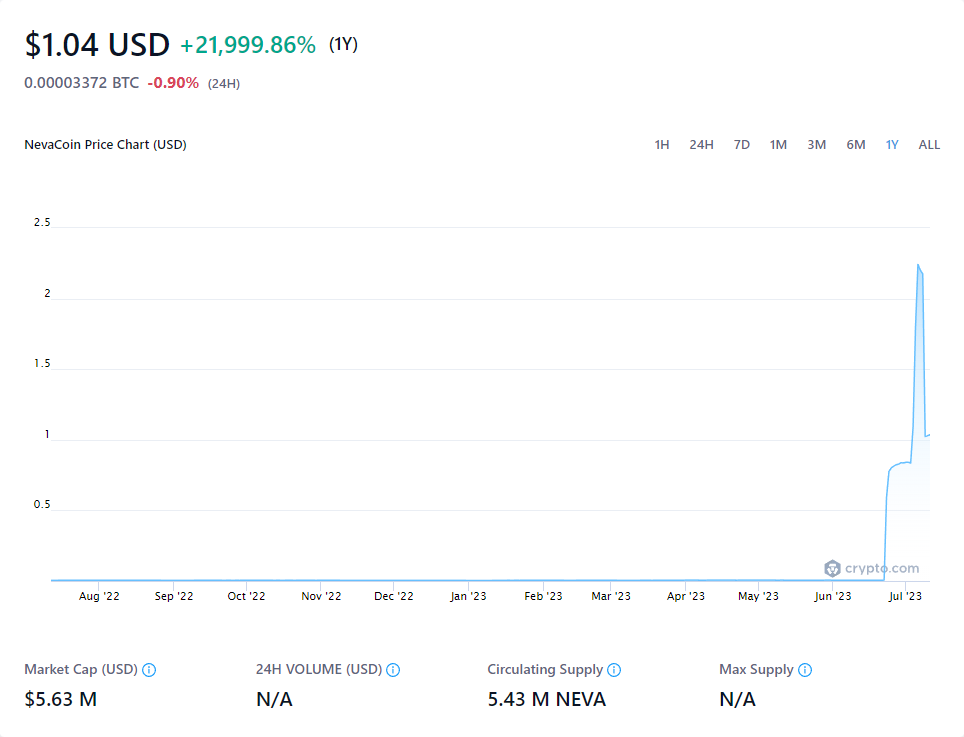 $1.04 USD +21,999.86% (1Y)
0.00003372 BTC -0.90% (24H)
NevaCoin Price Chart (USD) 1H 24H 7D 1M 3M 6M 1Y ALL
2.5
2
1.5
1
0.5
crypto.com
Aug '22 Sep '22 Oct '22 Nov '22 Dec '22 Jan '23 Feb '23 Mar '23 Apr '23 May '23 Jun '23 Jul '23
Market Cap (USD) 24H VOLUME (USD) Circulating Supply Max Supply
$5.63 M N/A 5.43 M NEVA N/A